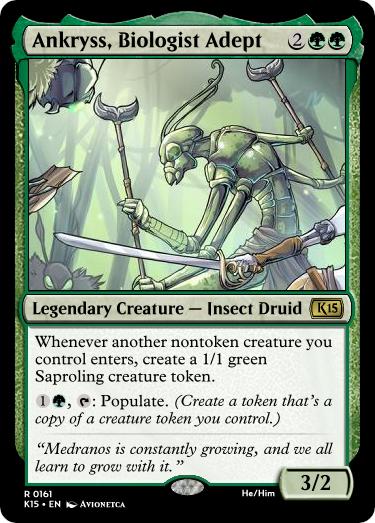 Ankryss, Biologist Adept 2
Legendary Creature — Insect Druid K15
Whenever another nontoken creature you
control enters, create a 1/1 green
Saproling creature token.
1 , : Populate. (Create a token that's
a copy of a creature token you control.)
“Medranos is constantly growing, and we all
learn to grow with it.”
3/2
R 0161 He/Him
K15 • EN AVIONETCA